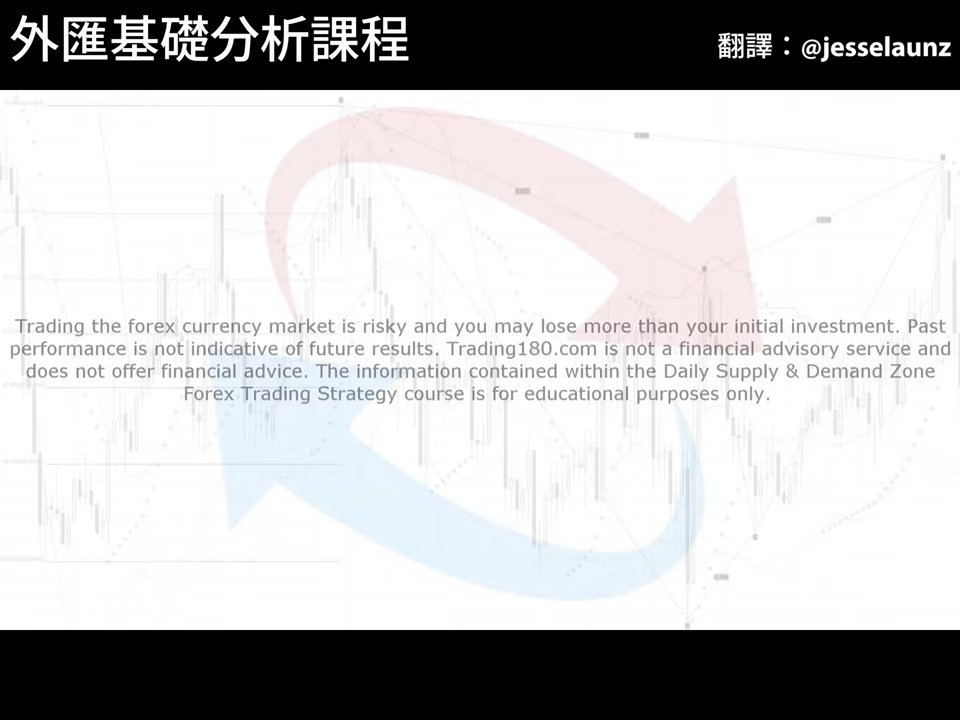 外匯基礎分析課程
翻譯：@jesselaunz
Trading the forex currency market is risky and you may lose more than your initial investment. Past
performance is not indicative of future results. Trading180.com is not a financial advisory service and
does not offer financial advice. The information contained within the Daily Supply & Demand Zone
Forex Trading Strategy course is for educational purposes only.